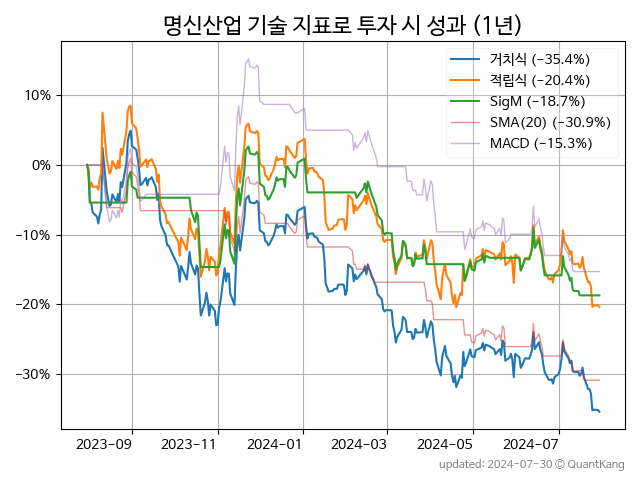 명신산업 기술 지표로 투자 시 성과 (1년)
거치식 (−35.4%)
적립식 (−20.4%)
SigM (−18.7%)
SMA(20) (−30.9%)
MACD (−15.3%)
10%
0%
−10%
−20%
−30%
2023-09 2023-11 2024-01 2024-03 2024-05 2024-07
updated: 2024-07-30 © QuantKang